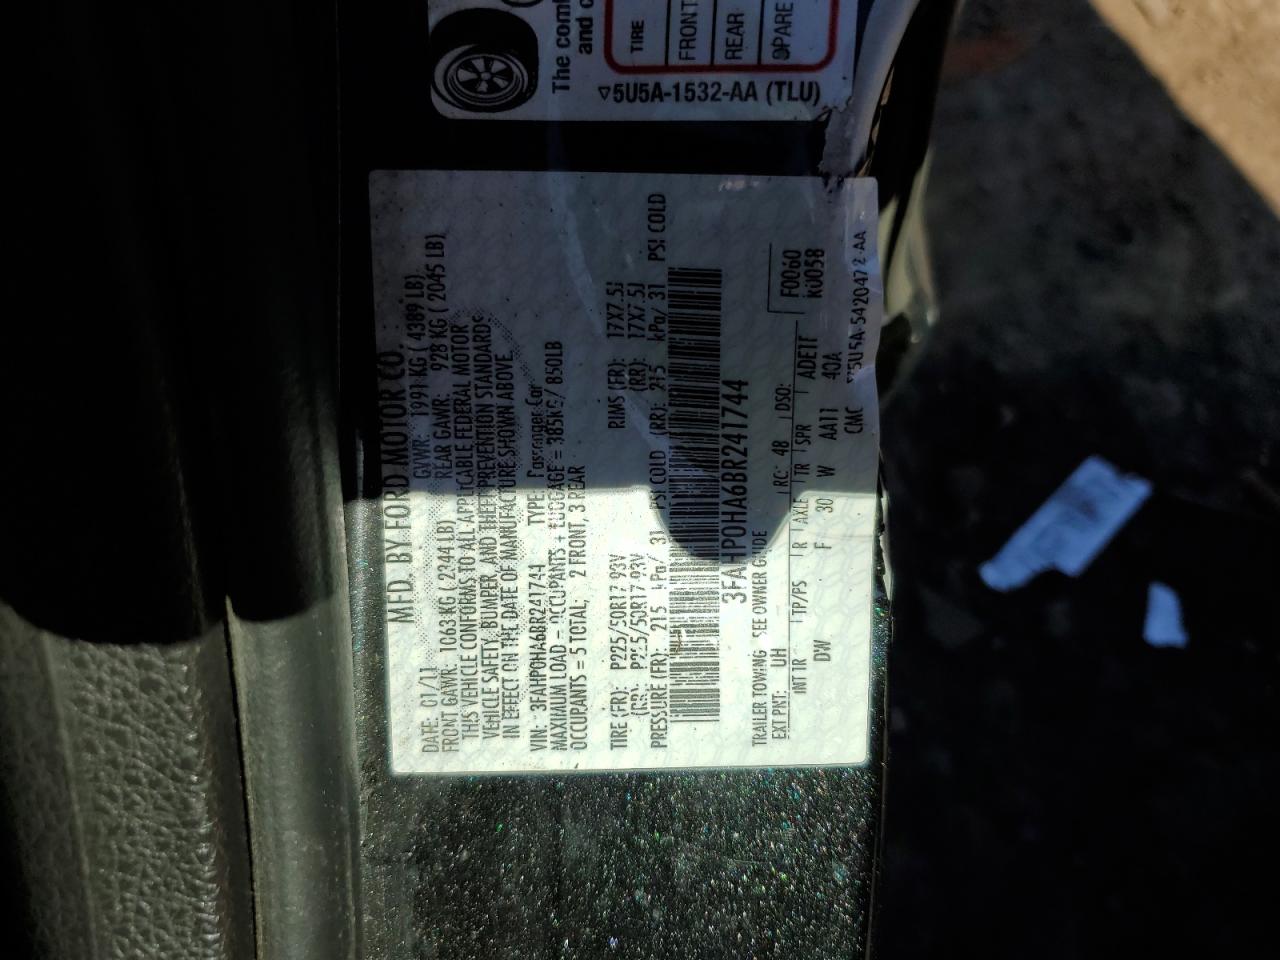 The com
and c
TIRE
FRONT
REAR
SPARE
▽5U5A-1532-AA (TLU)
MFD. BY FORD MOTOR CO.
DATE: 01/11 GVWR: 1991 KG (4389 LB)
FRONT GAWR: 1063 KG (2344 LB) REAR GAWR: 928 KG (2045 LB)
THIS VEHICLE CONFORMS TO ALL APPLICABLE FEDERAL MOTOR
VEHICLE SAFETY, BUMPER, AND THEFT PREVENTION STANDARDS
IN EFFECT ON THE DATE OF MANUFACTURE SHOWN ABOVE.
VIN: 3FAHP0HA6BR241744 TYPE: Passenger Car
MAXIMUM LOAD = OCCUPANTS + LUGGAGE = 385kG/ 850LB
OCCUPANTS = 5 TOTAL; 2 FRONT, 3 REAR
TIRE (FR): P225/50R17 93V RIMS (FR): 17X7.5J
(RR): P225/50R17 93V (RR): 17X7.5J
PRESSURE (FR): 215 kPa/ 31 PSI COLD (RR): 215 kPa/ 31 PSI COLD
3FAHP0HA6BR241744
TRAILER TOWING: SEE OWNER GUIDE
EXT PNT: UH RC: 48 DSO: F0060
INT TR TP/PS R AXLE TR SPR ADE1F K0058
DW F 30 W AA11 40A
CMC ▽5U5A-5420472-AA